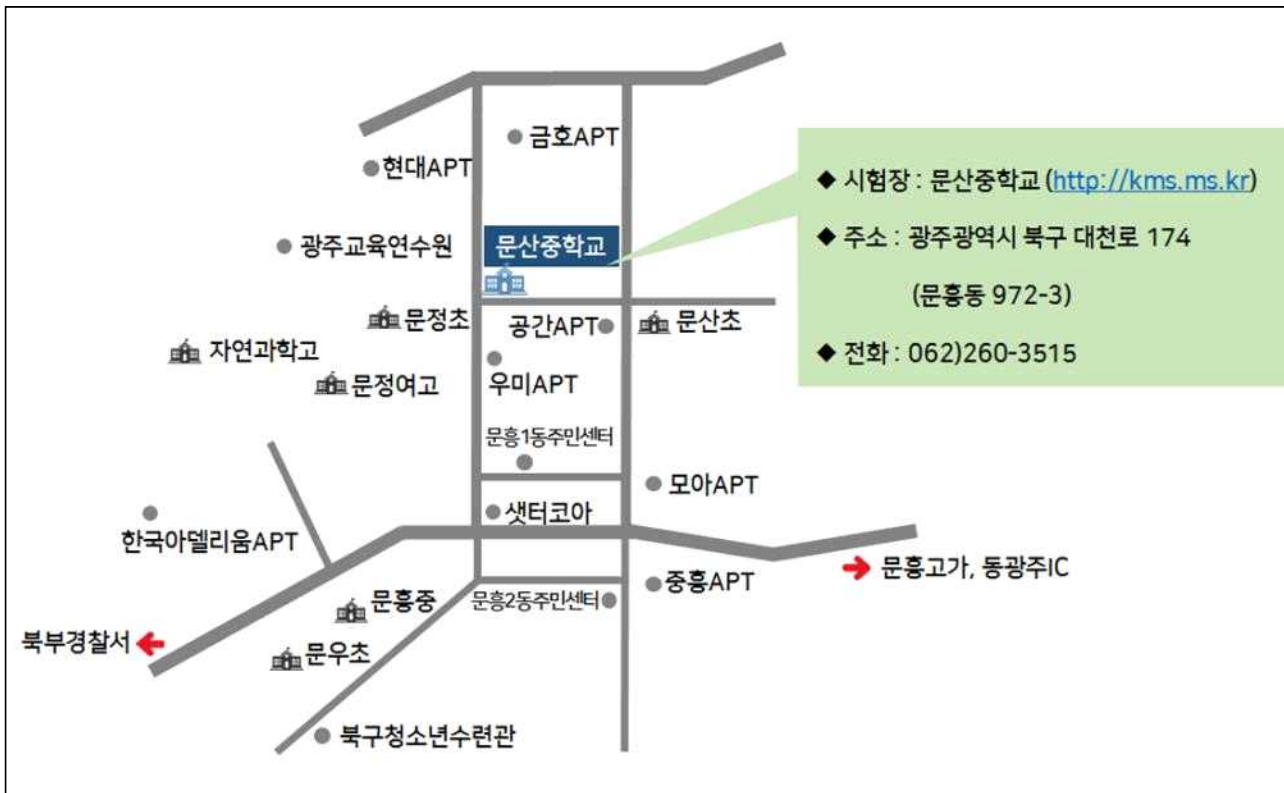 금호APT
현대APT
◆ 시험장 : 문산중학교 (http://kms.ms.kr)
광주교육연수원
문산중학교
◆ 주소 : 광주광역시 북구 대천로 174
(문흥동 972-3)
문정초
공간APT
문산초
◆ 전화 : 062)260-3515
자연과학고
문정여고
우미APT
문흥1동주민센터
모아APT
샛터코아
한국아델리움APT
문흥고가, 동광주IC
중흥APT
문흥중
문흥2동주민센터
북부경찰서
문우초
북구청소년수련관